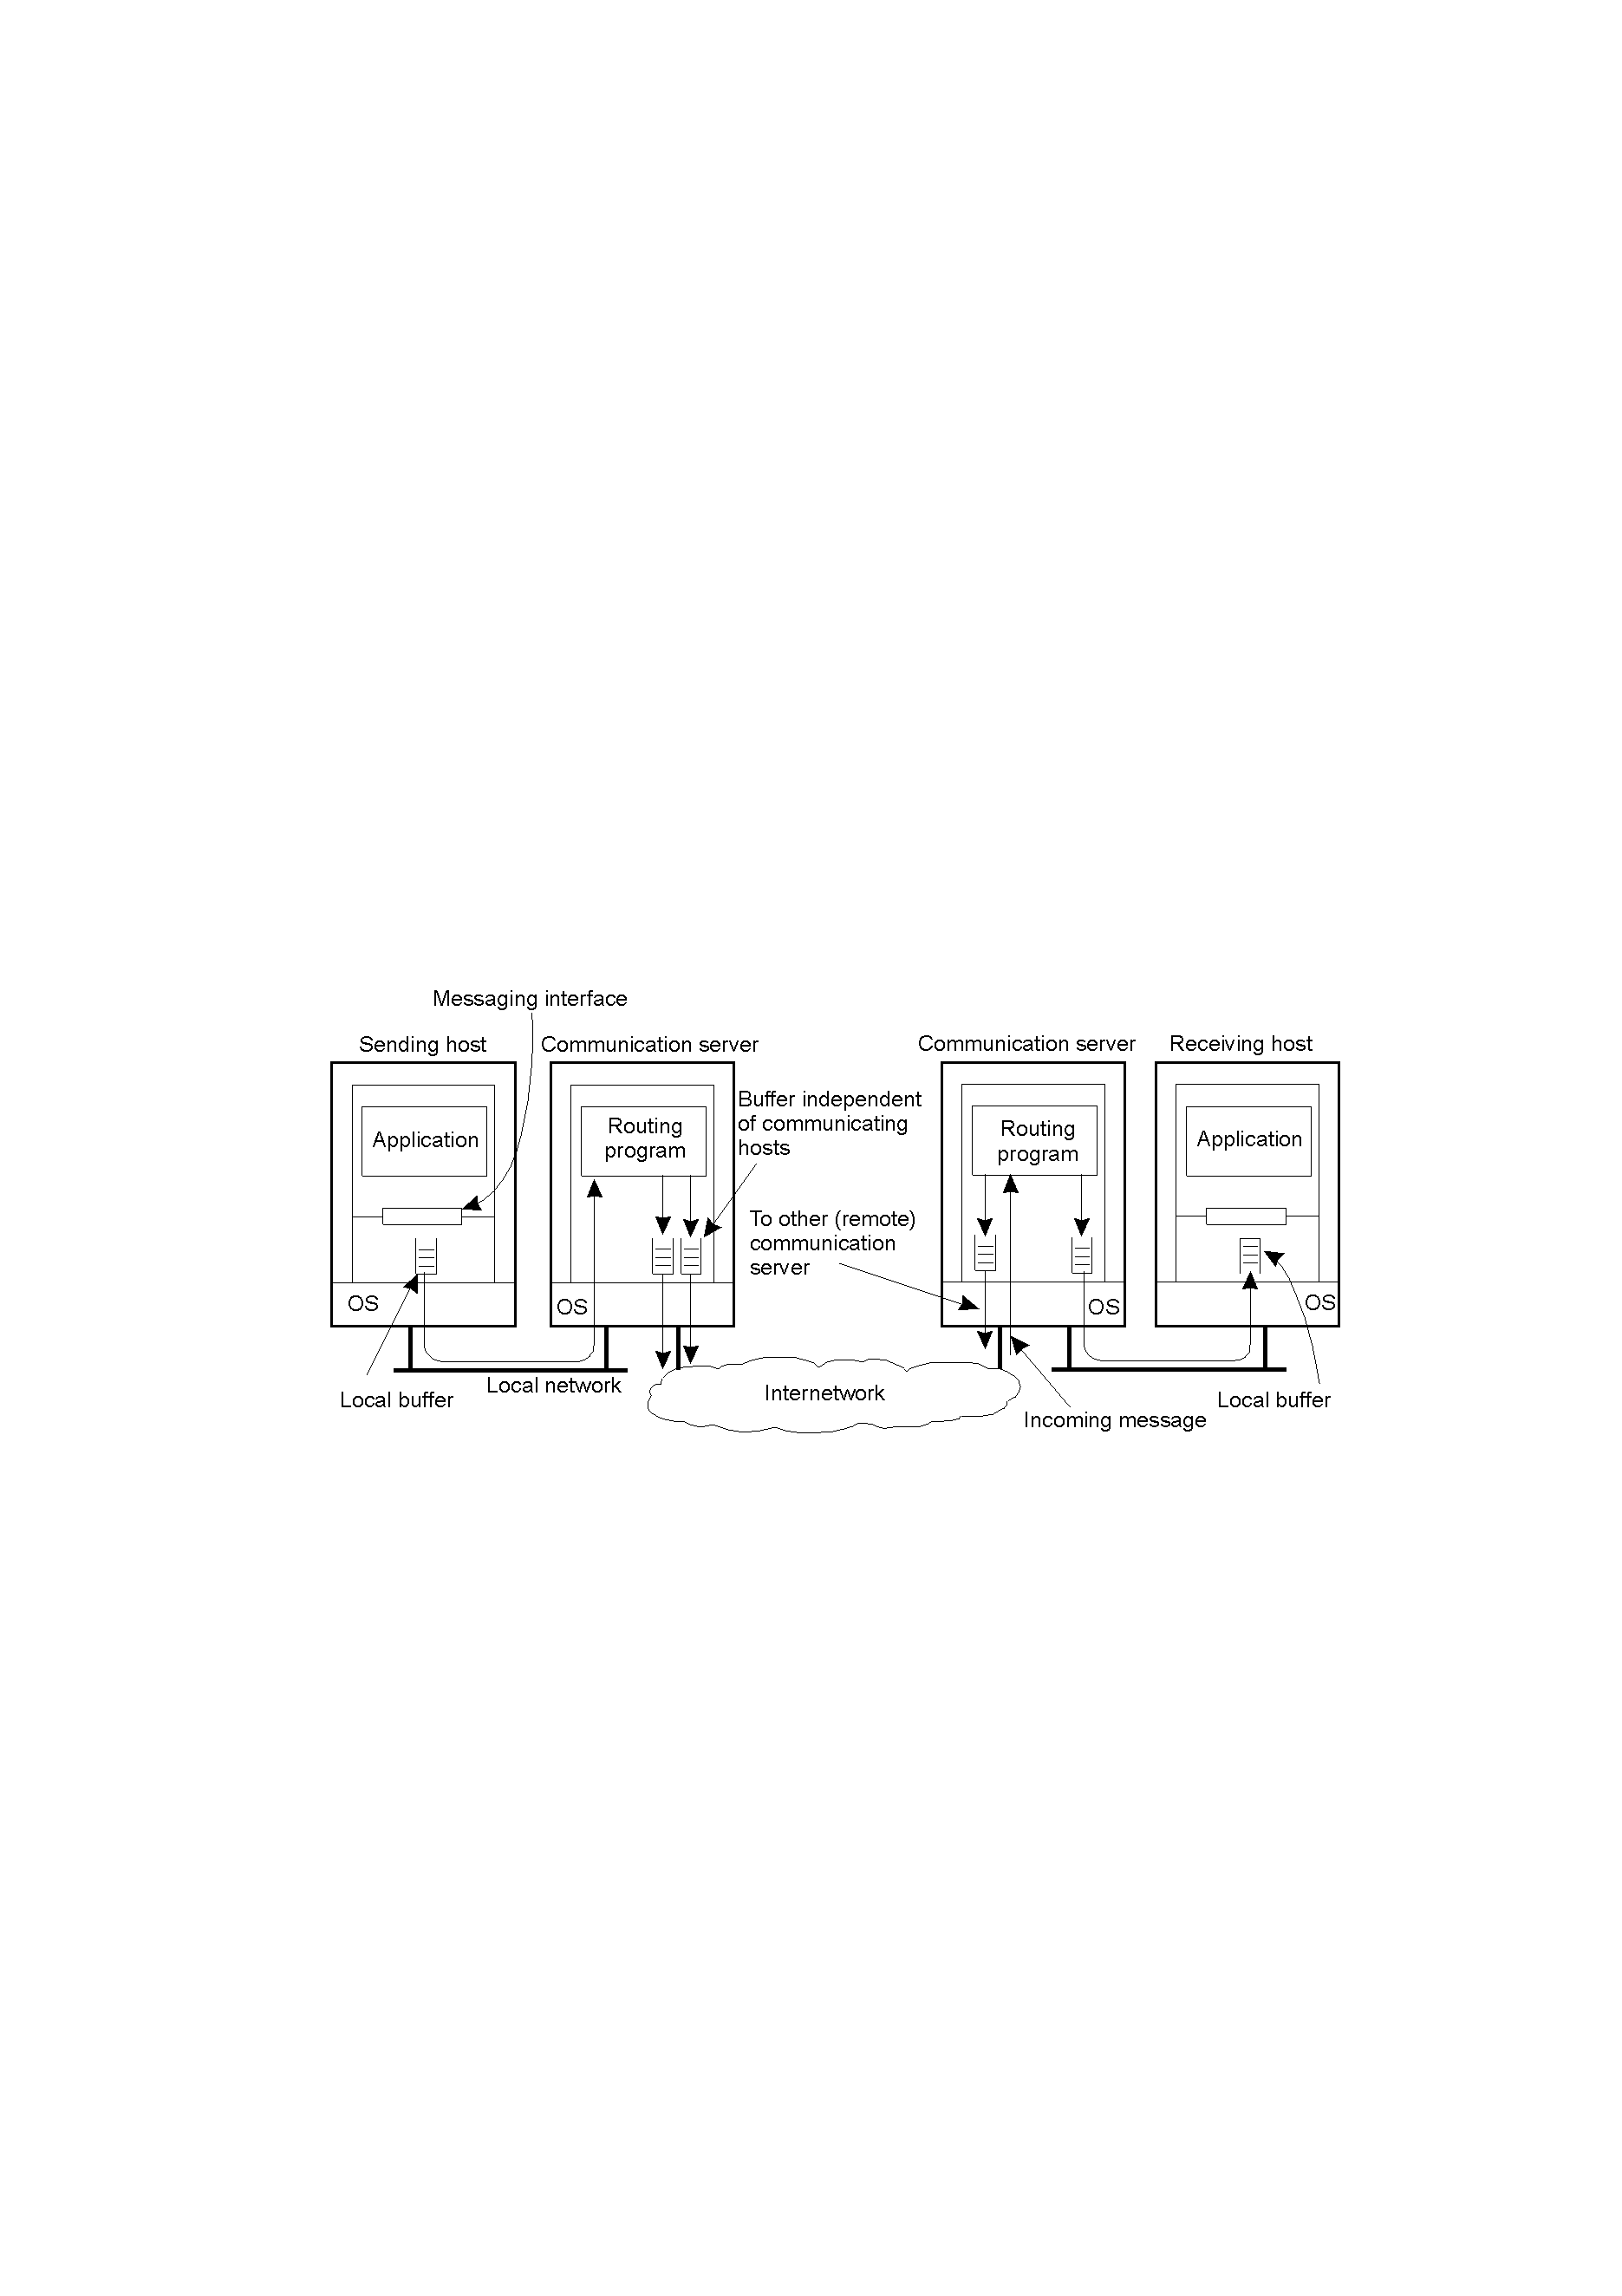 Messaging interface
Sending host
Communication server
Communication server
Receiving host
Application
Routing
program
Buffer independent
of communicating
hosts
Routing
program
Application
To other (remote)
communication
server
OS
OS
OS
OS
Local buffer
Local network
Internetwork
Incoming message
Local buffer